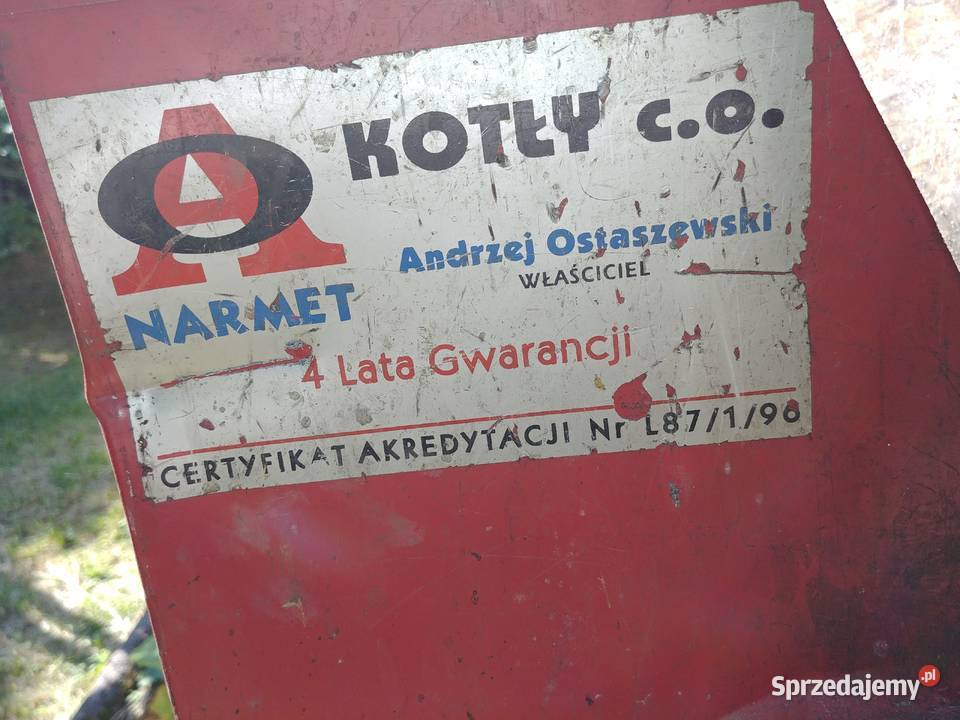 KOTŁY c.o.
Andrzej Ostaszewski
WŁAŚCICIEL
NARMET
4 Lata Gwarancji
CERTYFIKAT AKREDYTACJI Nr L87/1/96
Sprzedajemy.pl